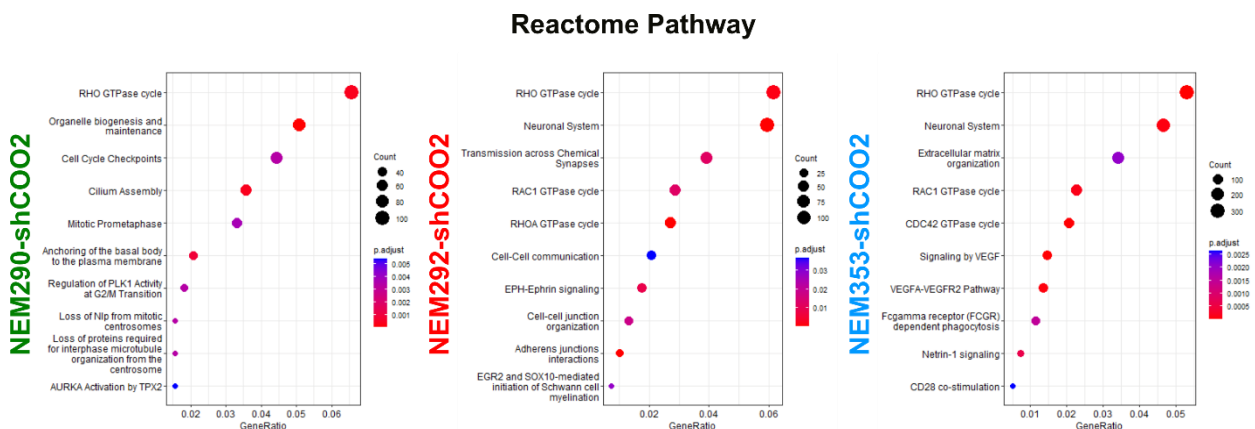 Reactome Pathway
NEM290-shCOO2
RHO GTPase cycle
Organelle biogenesis and
maintenance
Cell Cycle Checkpoints
Cilium Assembly
Mitotic Prometaphase
Anchoring of the basal body
to the plasma membrane
Regulation of PLK1 Activity
at G2/M Transition
Loss of Nlp from mitotic
centrosomes
Loss of proteins required
for interphase microtubule
organization from the
centrosome
AURKA Activation by TPX2
0.02 0.03 0.04 0.05 0.06
GeneRatio
Count
40
60
80
100
p.adjust
0.005
0.004
0.003
0.002
0.001
NEM292-shCOO2
RHO GTPase cycle
Neuronal System
Transmission across Chemical
Synapses
RAC1 GTPase cycle
RHOA GTPase cycle
Cell-Cell communication
EPH-Ephrin signaling
Cell-cell junction
organization
Adherens junctions
interactions
EGR2 and SOX10-mediated
initiation of Schwann cell
myelination
0.02 0.04 0.06
GeneRatio
Count
25
50
75
100
p.adjust
0.03
0.02
0.01
NEM353-shCOO2
RHO GTPase cycle
Neuronal System
Extracellular matrix
organization
RAC1 GTPase cycle
CDC42 GTPase cycle
Signaling by VEGF
VEGFA-VEGFR2 Pathway
Fcgamma receptor (FCGR)
dependent phagocytosis
Netrin-1 signaling
CD28 co-stimulation
0.01 0.02 0.03 0.04 0.05
GeneRatio
Count
100
200
300
p.adjust
0.0025
0.0020
0.0015
0.0010
0.0005